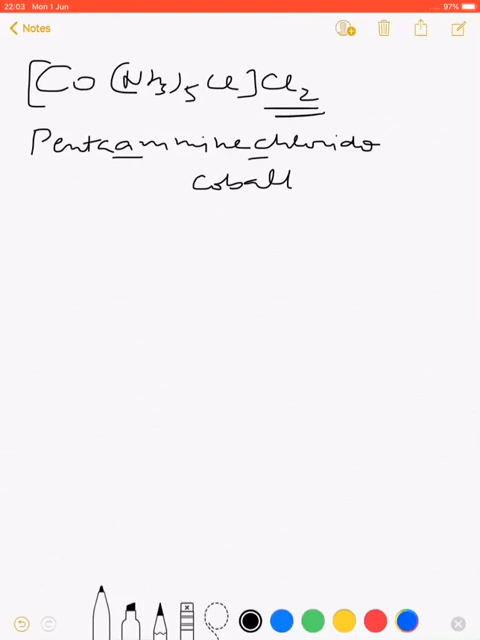 22:03 Mon 1 Jun 97%
Notes
[Co(NH3)5Cl]Cl2
Pentaamminechlorido
cobalt